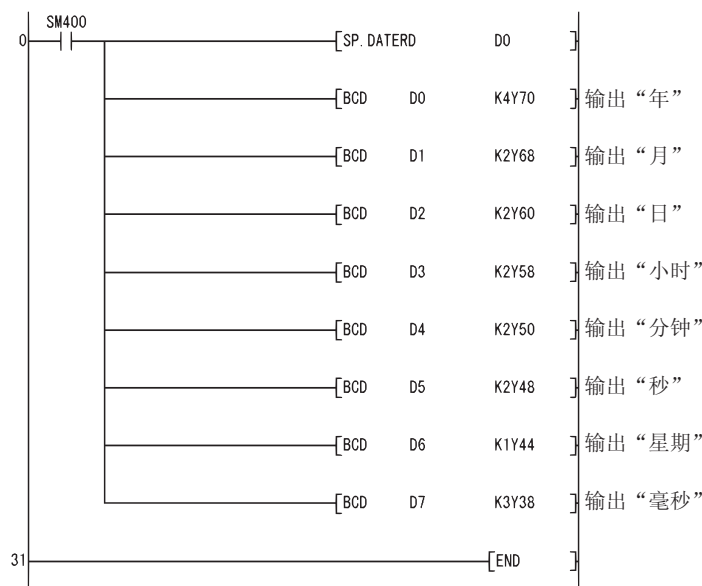 SM400
0 [SP.DATERD D0 ]
[BCD D0 K4Y70 ] 输出“年”
[BCD D1 K2Y68 ] 输出“月”
[BCD D2 K2Y60 ] 输出“日”
[BCD D3 K2Y58 ] 输出“小时”
[BCD D4 K2Y50 ] 输出“分钟”
[BCD D5 K2Y48 ] 输出“秒”
[BCD D6 K1Y44 ] 输出“星期”
[BCD D7 K3Y38 ] 输出“毫秒”
31 [END ]